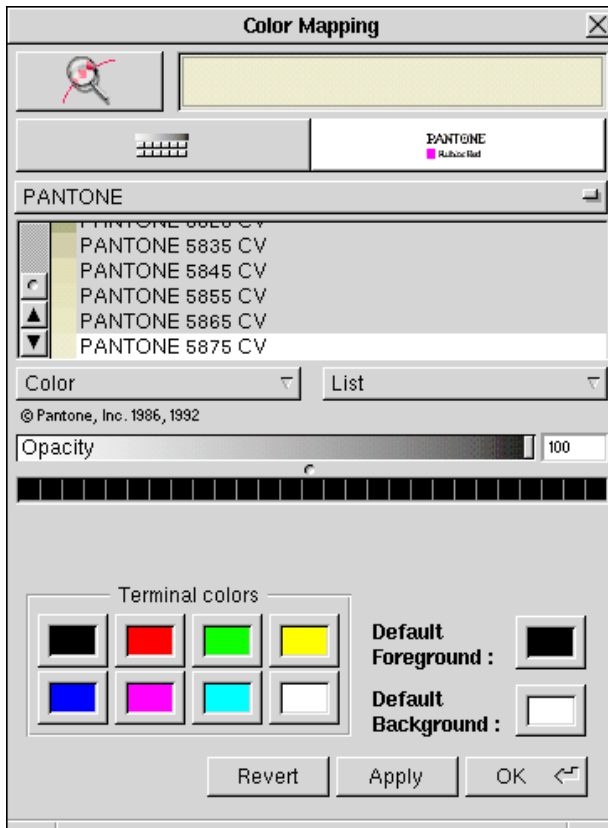 Color Mapping
PANTONE
PANTONE
PANTONE 5835 CV
PANTONE 5845 CV
PANTONE 5855 CV
PANTONE 5865 CV
PANTONE 5875 CV
Color
List
© Pantone, Inc. 1986, 1992
Opacity
100
Terminal colors
Default
Foreground :
Default
Background :
Revert
Apply
OK